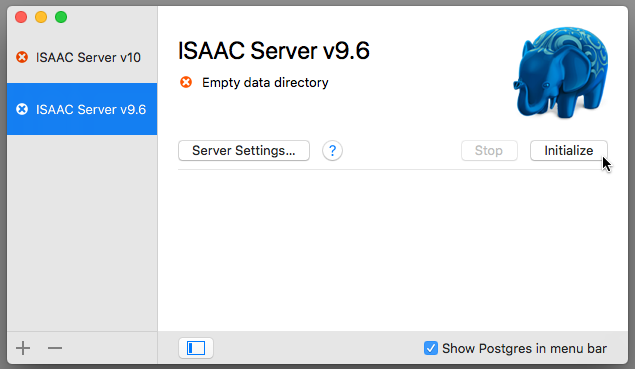 ISAAC Server v10
ISAAC Server v9.6
ISAAC Server v9.6
Empty data directory
Server Settings... ? Stop Initialize
Show Postgres in menu bar